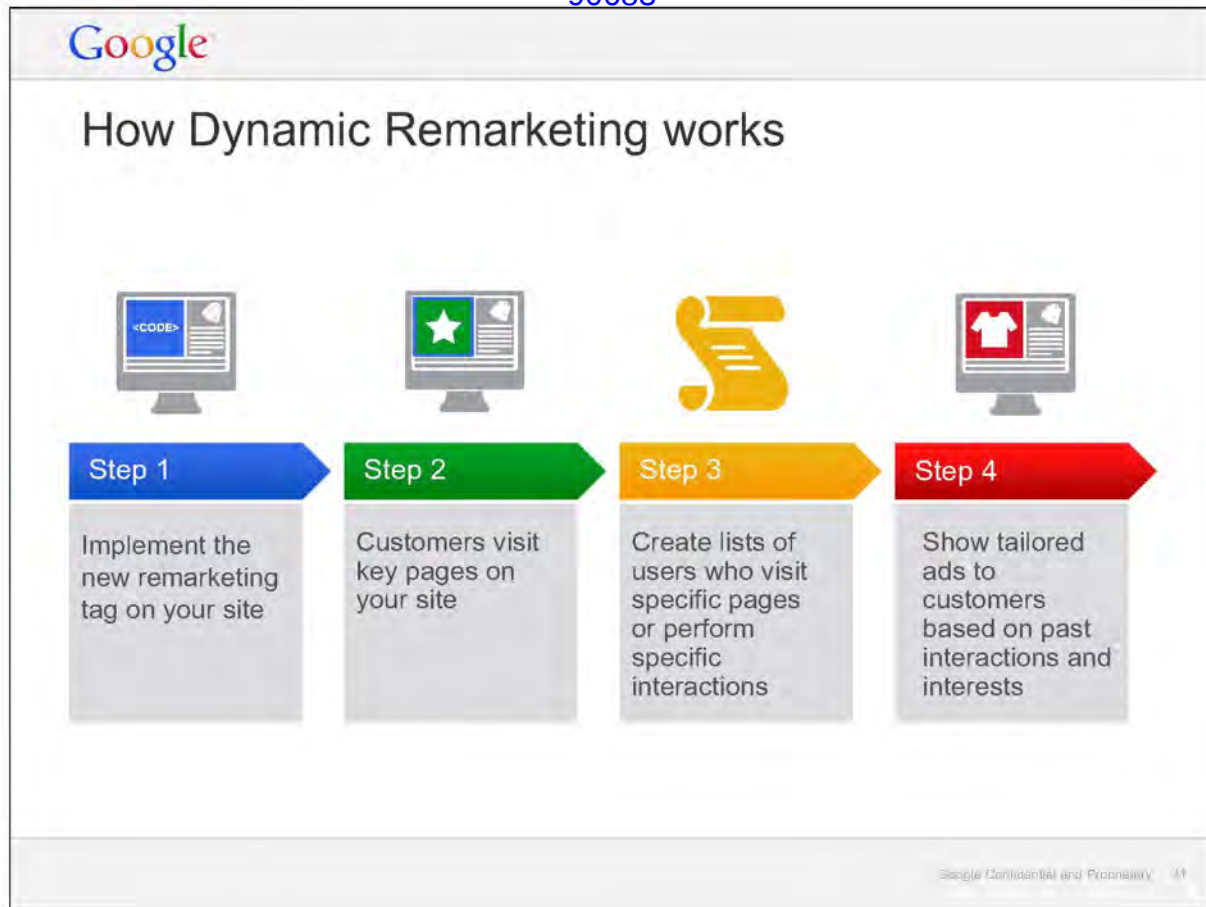 Google
How Dynamic Remarketing works
<CODE>
Step 1
Implement the
new remarketing
tag on your site
Step 2
Customers visit
key pages on
your site
Step 3
Create lists of
users who visit
specific pages
or perform
specific
interactions
Step 4
Show tailored
ads to
customers
based on past
interactions and
interests
Google Confidential and Proprietary